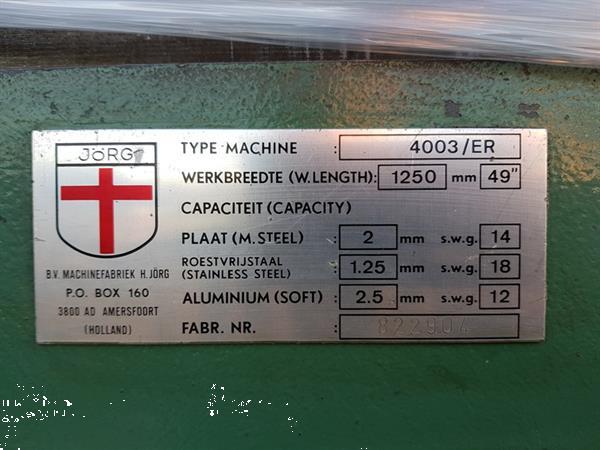 JÖRG
B.V. MACHINEFABRIEK H.JÖRG
P.O. BOX 160
3800 AD AMERSFOORT
(HOLLAND)
TYPE MACHINE 4003/ER
WERKBREEDTE (W.LENGTH): 1250 mm 49"
CAPACITEIT (CAPACITY)
PLAAT (M.STEEL) 2 mm s.w.g. 14
ROESTVRIJSTAAL
(STAINLESS STEEL) : 1.25 mm s.w.g. 18
ALUMINIUM (SOFT) : 2.5 mm s.w.g. 12
FABR. NR. : 822904